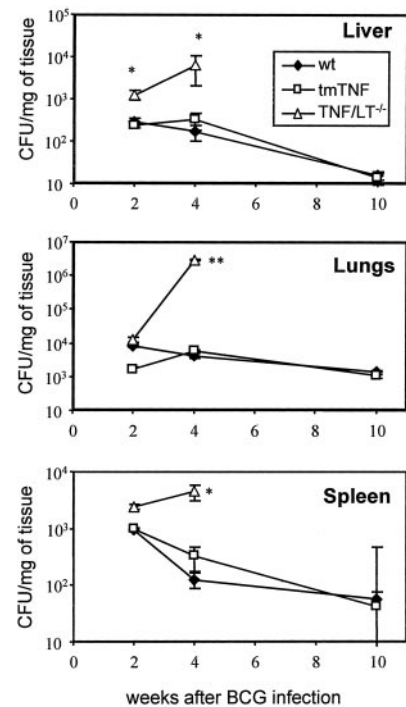 Liver
wt
tmTNF
TNF/LT-/-
CFU/mg of tissue
10⁵
10⁴
10³
10²
10
0 2 4 6 8 10
* *
Lungs
CFU/mg of tissue
10⁷
10⁶
10⁵
10⁴
10³
10
0 2 4 6 8 10
**
Spleen
CFU/mg of tissue
10⁴
10³
10²
10
0 2 4 6 8 10
*
weeks after BCG infection